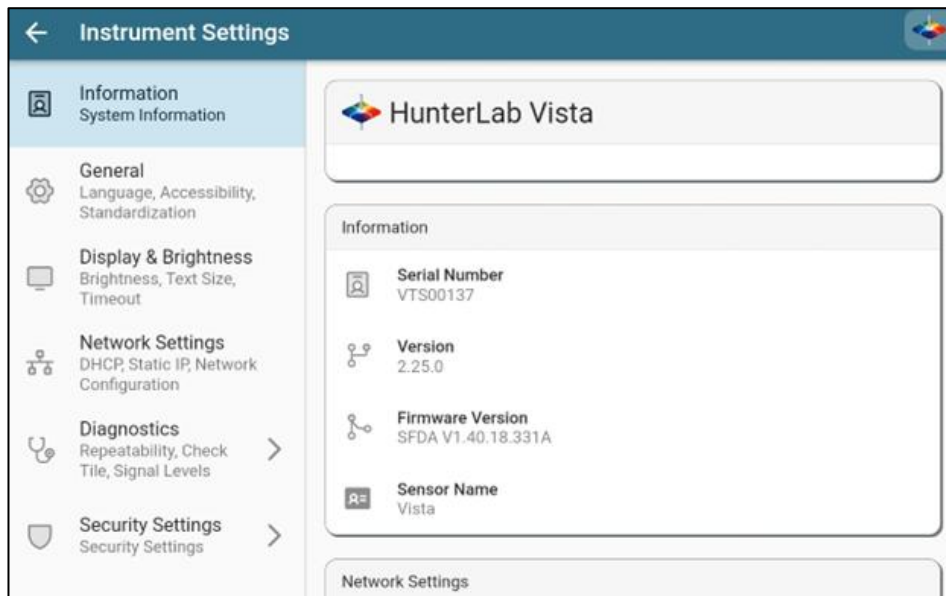 Instrument Settings
Information
System Information
General
Language, Accessibility,
Standardization
Display & Brightness
Brightness, Text Size,
Timeout
Network Settings
DHCP, Static IP, Network
Configuration
Diagnostics
Repeatability, Check
Tile, Signal Levels
Security Settings
Security Settings
HunterLab Vista
Information
Serial Number
VTS00137
Version
2.25.0
Firmware Version
SFDA V1.40.18.331A
Sensor Name
Vista
Network Settings